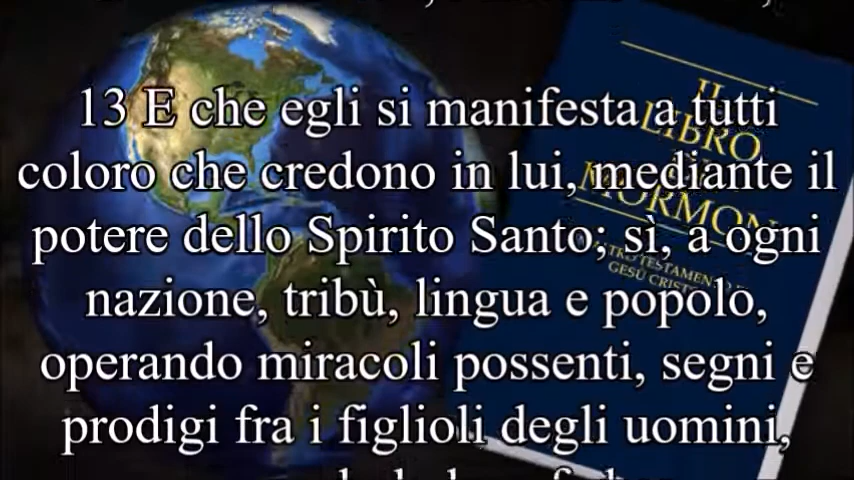 13 E che egli si manifesta a tutti
coloro che credono in lui, mediante il
potere dello Spirito Santo; sì, a ogni
nazione, tribù, lingua e popolo,
operando miracoli possenti, segni e
prodigi fra i figlioli degli uomini,
IL
LIBRO
MORMON
TESTAMENTO
GESÙ CRISTO